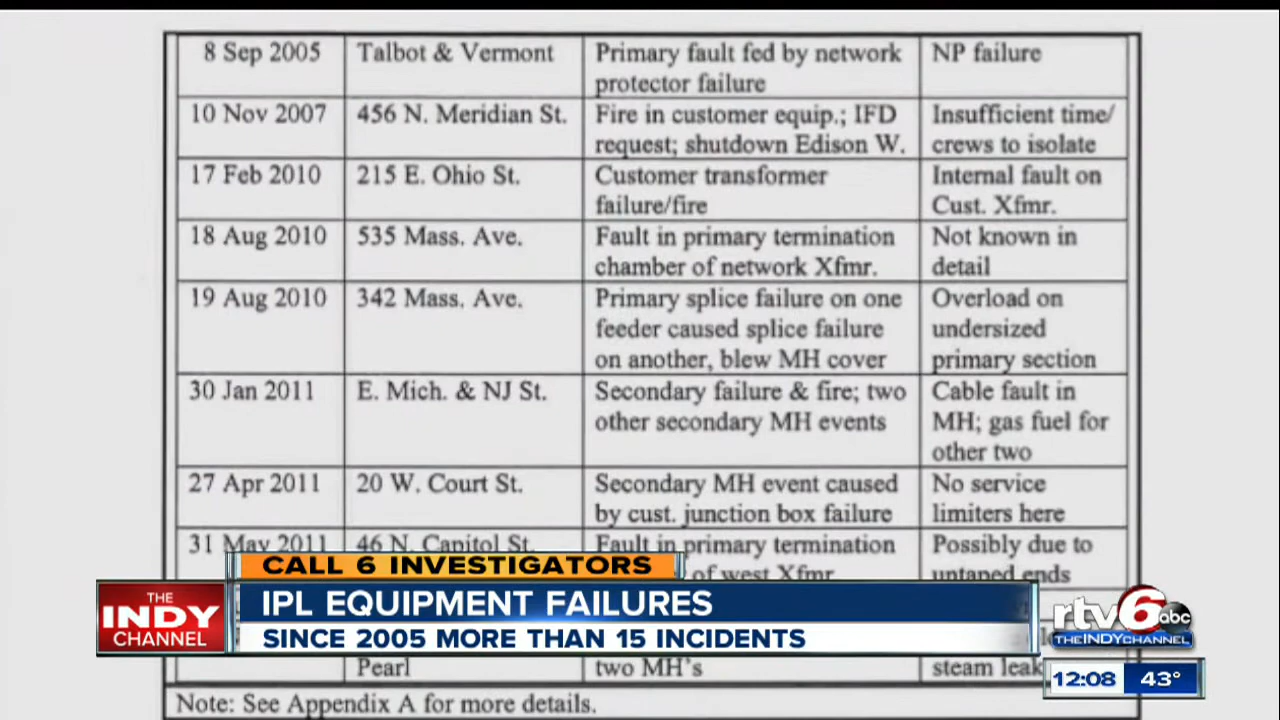 8 Sep 2005 Talbot & Vermont Primary fault fed by network NP failure
protector failure
10 Nov 2007 456 N. Meridian St. Fire in customer equip.; IFD Insufficient time/
request; shutdown Edison W. crews to isolate
17 Feb 2010 215 E. Ohio St. Customer transformer Internal fault on
failure/fire Cust. Xfmr.
18 Aug 2010 535 Mass. Ave. Fault in primary termination Not known in
chamber of network Xfmr. detail
19 Aug 2010 342 Mass. Ave. Primary splice failure on one Overload on
feeder caused splice failure undersized
on another, blew MH cover primary section
30 Jan 2011 E. Mich. & NJ St. Secondary failure & fire; two Cable fault in
other secondary MH events MH; gas fuel for
other two
27 Apr 2011 20 W. Court St. Secondary MH event caused No service
by cust. junction box failure limiters here
31 May 2011 46 N. Capitol St. Fault in primary termination Possibly due to
of west Xfmr. untaped ends
CALL 6 INVESTIGATORS
THE INDY CHANNEL
IPL EQUIPMENT FAILURES
SINCE 2005 MORE THAN 15 INCIDENTS
rtv6 abc
THEINDYCHANNEL
Pearl two MH's steam leak
12:08 43°
Note: See Appendix A for more details.